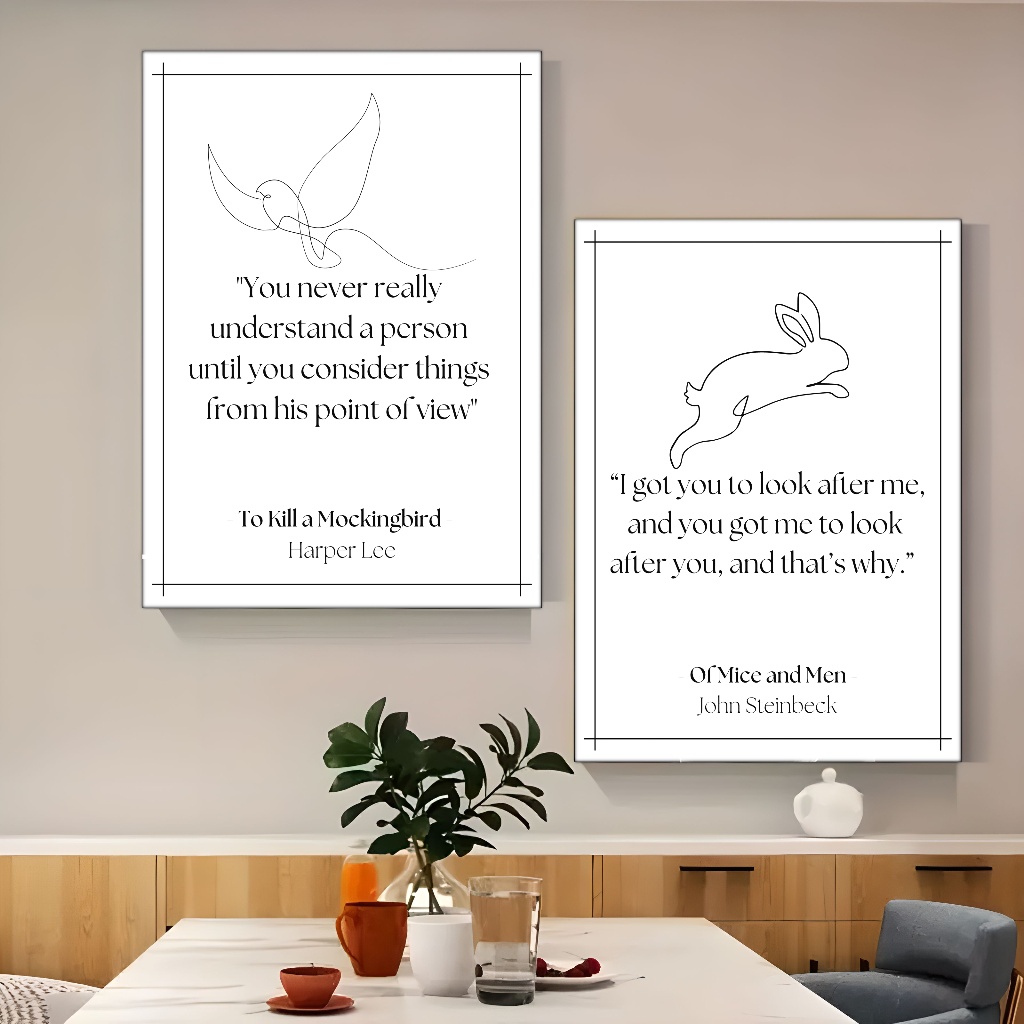 "You never really
understand a person
until you consider things
from his point of view"
- To Kill a Mockingbird -
Harper Lee
“I got you to look after me,
and you got me to look
after you, and that’s why.”
- Of Mice and Men -
John Steinbeck